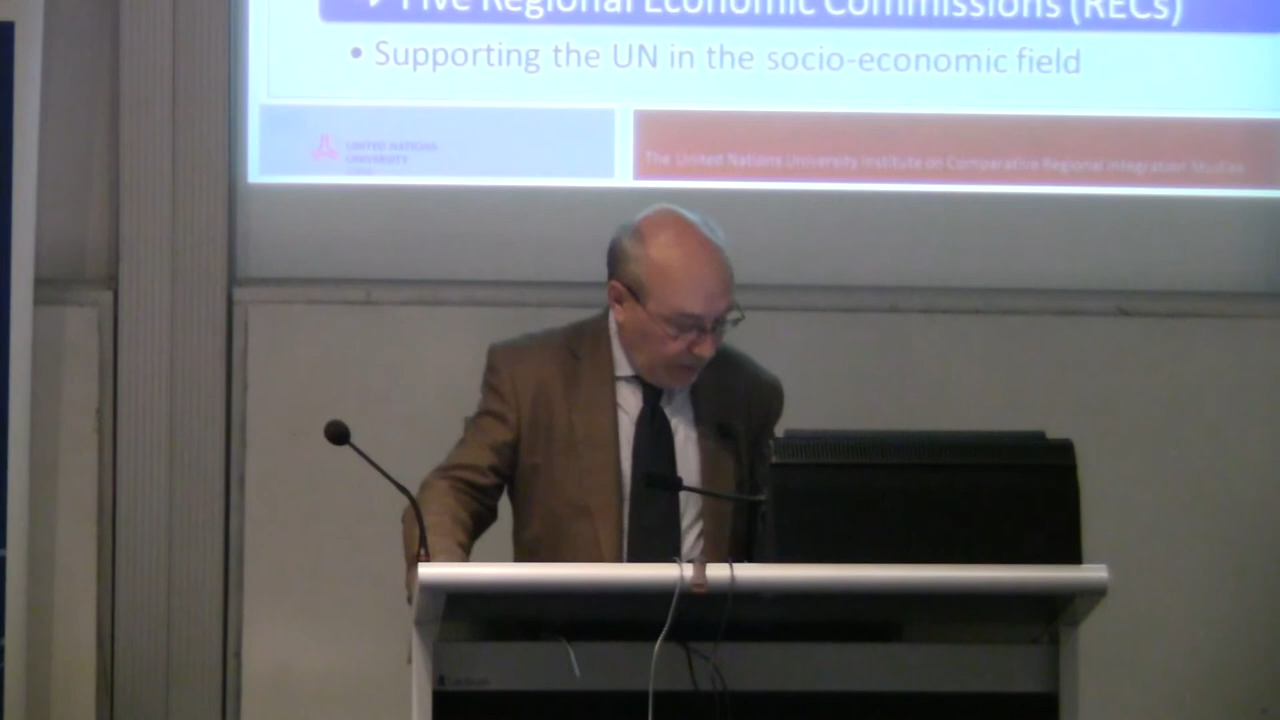 Five Regional Economic Commissions (RECs)
• Supporting the UN in the socio-economic field
UNITED NATIONS
UNIVERSITY
The United Nations University Institute on Comparative Regional Integration Studies